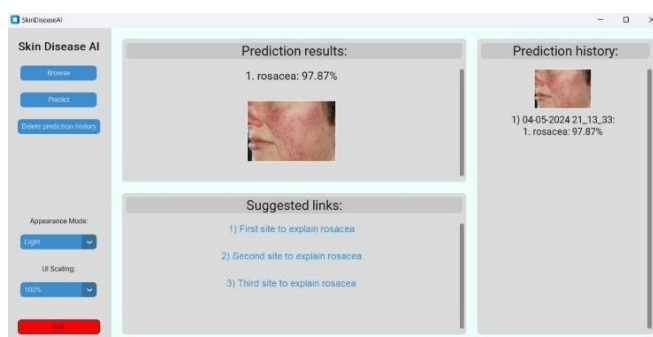 SkinDiseaseAI
Skin Disease AI
Browse
Predict
Delete prediction history
Appearance Mode:
Light
UI Scaling:
100%
Exit
Prediction results:
1. rosacea: 97.87%
Suggested links:
1) First site to explain rosacea
2) Second site to explain rosacea
3) Third site to explain rosacea
Prediction history:
1) 04-05-2024 21_13_33:
1. rosacea: 97.87%